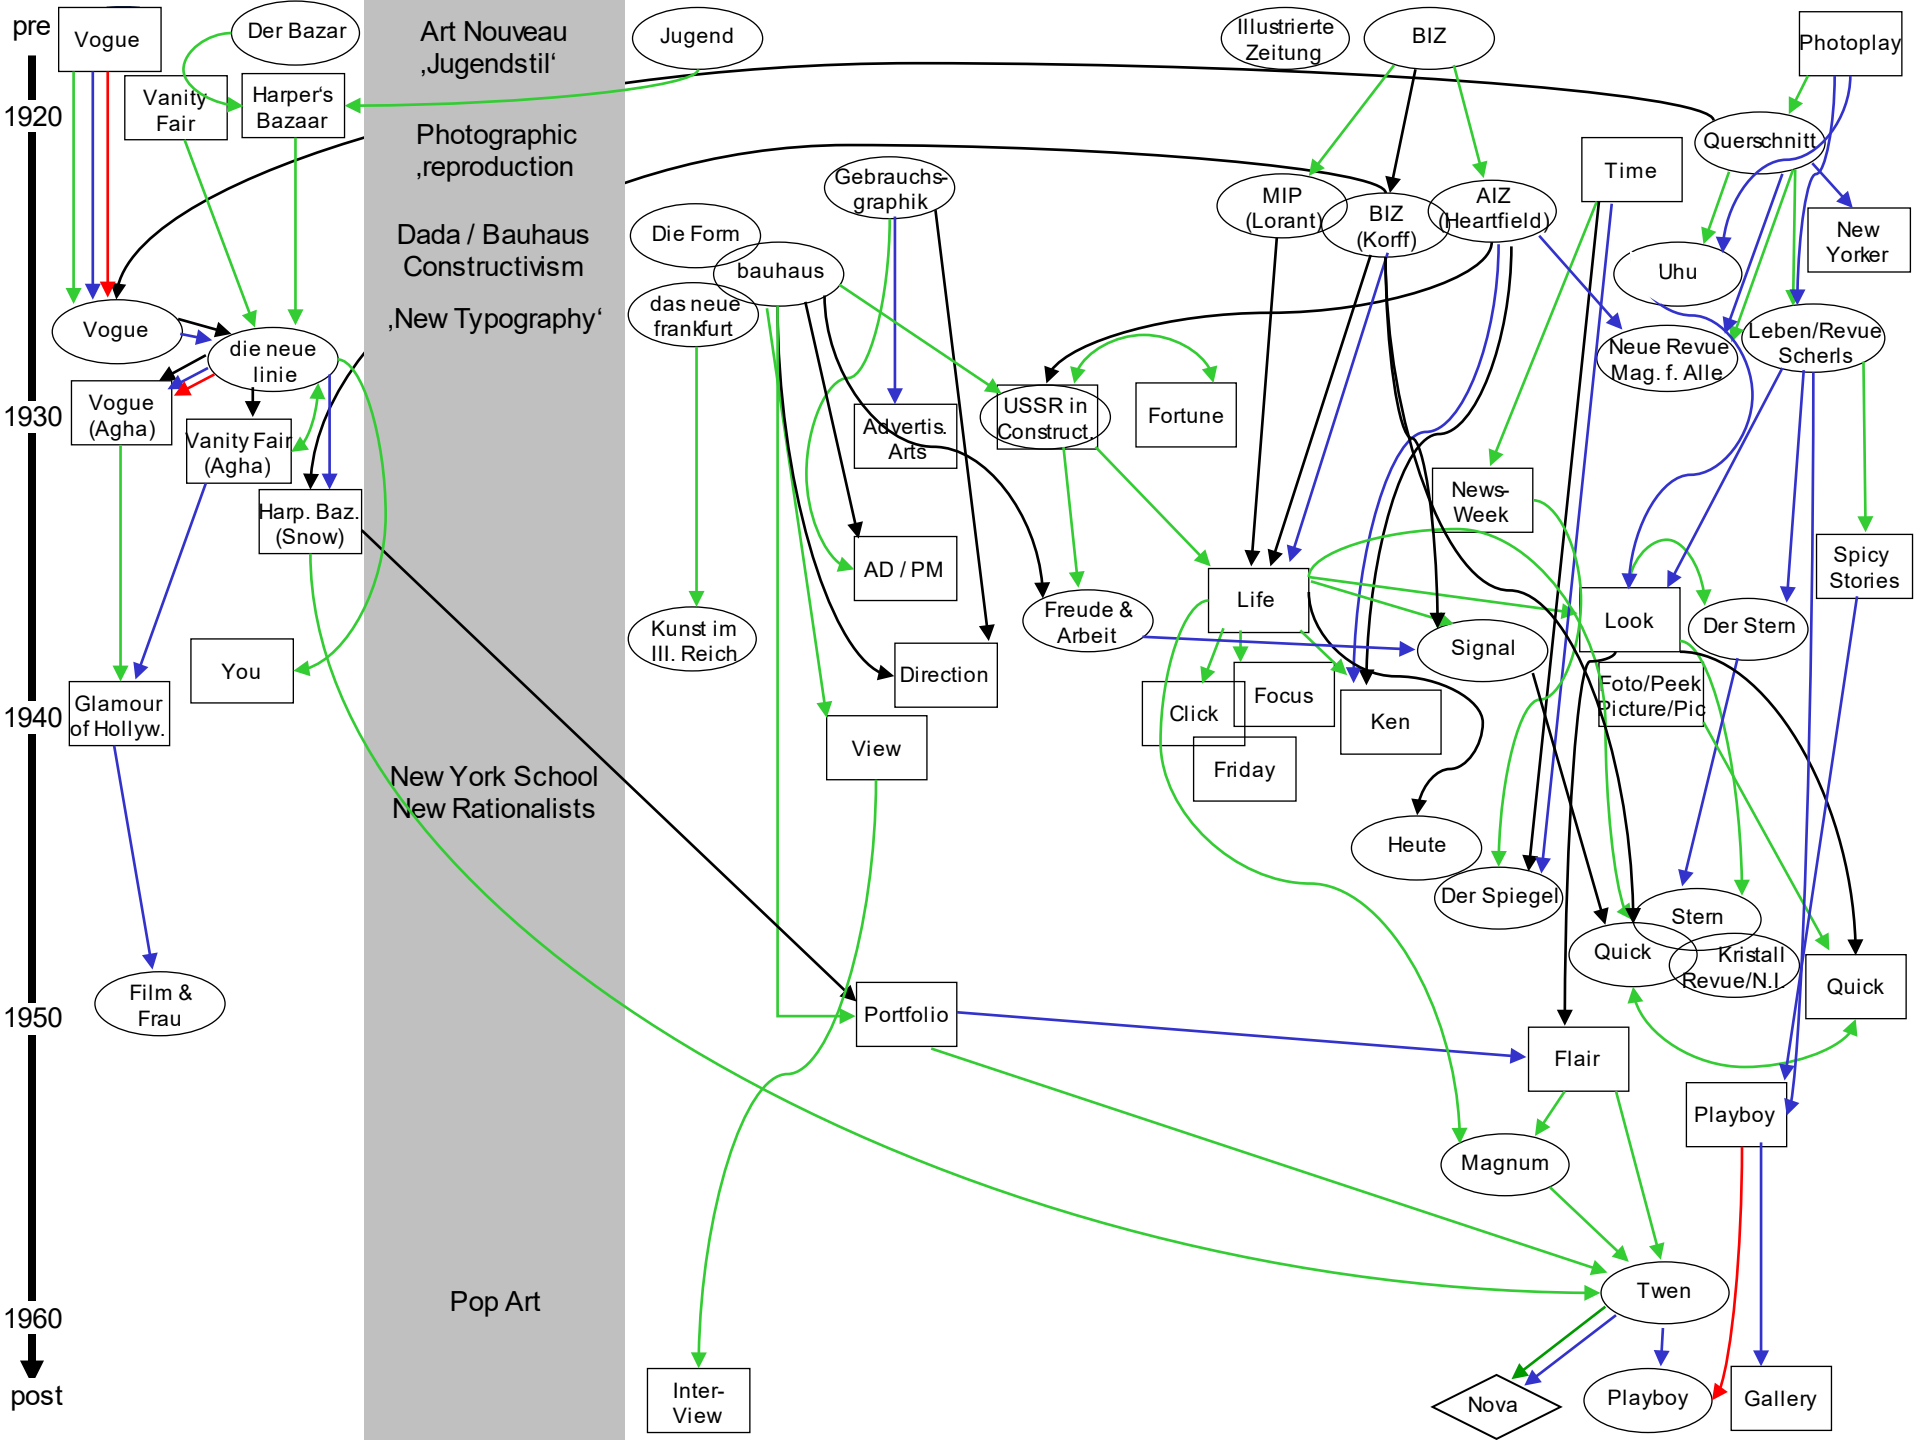 pre
Vogue
Der Bazar
Art Nouveau
‚Jugendstil‘
Jugend
Illustrierte
Zeitung
BIZ
Photoplay
1920
Vanity
Fair
Harper‘s
Bazaar
Photographic
‚reproduction
Querschnitt
Gebrauchs-
graphik
MIP
(Lorant)
BIZ
(Korff)
AIZ
(Heartfield)
Time
New
Yorker
Dada / Bauhaus
Constructivism
Die Form
bauhaus
Uhu
‚New Typography‘
das neue
frankfurt
Vogue
die neue
linie
Neue Revue
Mag. f. Alle
Leben/Revue
Scherls
1930
Vogue
(Agha)
Vanity Fair
(Agha)
Advertis.
Arts
USSR in
Construct.
Fortune
Harp. Baz.
(Snow)
News-
Week
AD / PM
Spicy
Stories
Life
Freude &
Arbeit
Look
Der Stern
Kunst im
III. Reich
Signal
You
Direction
Click
Focus
Ken
Foto/Peek
Picture/Pic
1940
Glamour
of Hollyw.
View
Friday
New York School
New Rationalists
Heute
Der Spiegel
Stern
Quick
Kristall
Revue/N.I.
Quick
1950
Film &
Frau
Portfolio
Flair
Playboy
Magnum
Pop Art
Twen
1960
post
Inter-
View
Nova
Playboy
Gallery